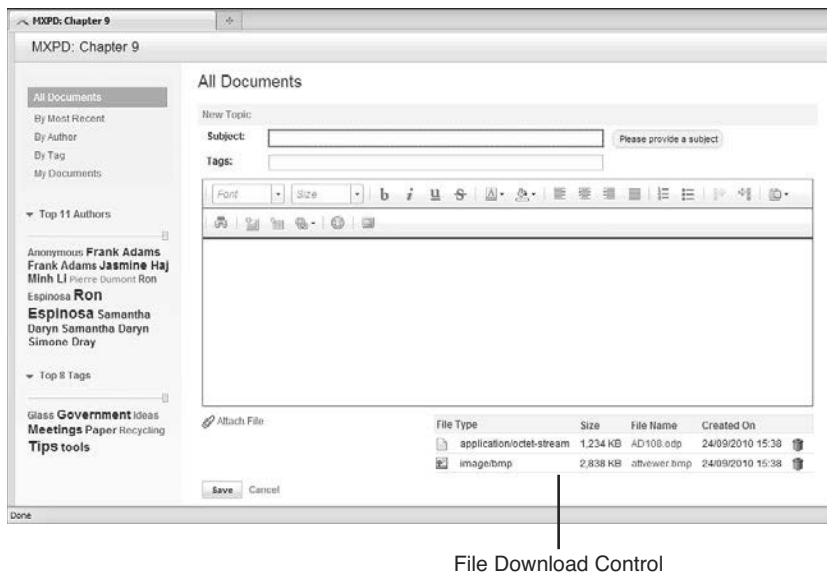 MXPD: Chapter 9
MXPD: Chapter 9
All Documents
By Most Recent
By Author
By Tag
My Documents
Top 11 Authors
Anonymous Frank Adams
Frank Adams Jasmine Haj
Minh Li Pierre Dumont Ron
Espinosa Ron
Espinosa Samantha
Daryn Samantha Daryn
Simone Dray
Top 8 Tags
Glass Government Ideas
Meetings Paper Recycling
Tips tools
All Documents
New Topic
Subject: Please provide a subject
Tags:
Font Size b i u S A
Attach File
File Type Size File Name Created On
application/octet-stream 1,234 KB AD108.odp 24/09/2010 15:38
image/bmp 2,838 KB attvewer.bmp 24/09/2010 15:38
Save Cancel
Done
File Download Control